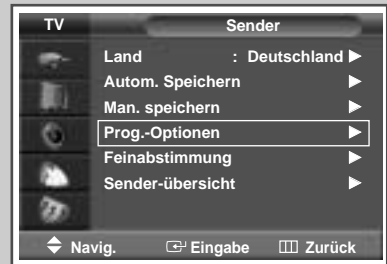 TV Sender
Land : Deutschland
Autom. Speichern
Man. speichern
Prog.-Optionen
Feinabstimmung
Sender-übersicht
Navig. Eingabe Zurück